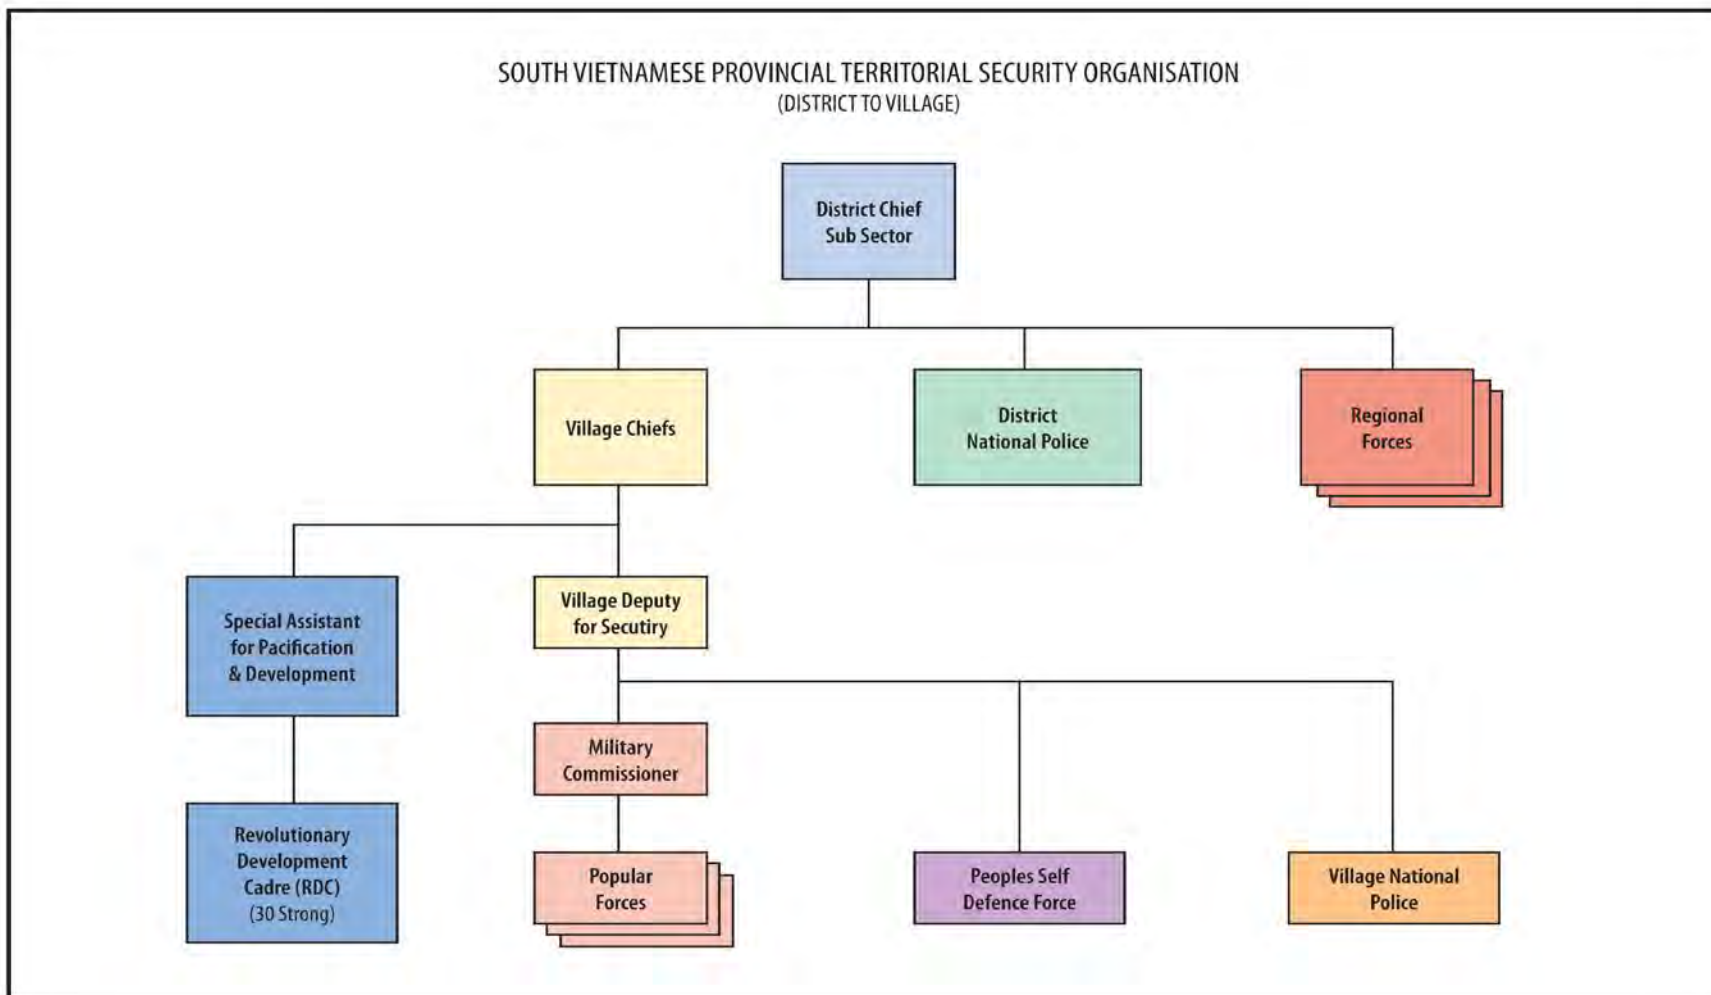 SOUTH VIETNAMESE PROVINCIAL TERRITORIAL SECURITY ORGANISATION
(DISTRICT TO VILLAGE)
District Chief
Sub Sector
Village Chiefs
District
National Police
Regional
Forces
Special Assistant
for Pacification
& Development
Village Deputy
for Secutiry
Military
Commissioner
Revolutionary
Development
Cadre (RDC)
(30 Strong)
Popular
Forces
Peoples Self
Defence Force
Village National
Police